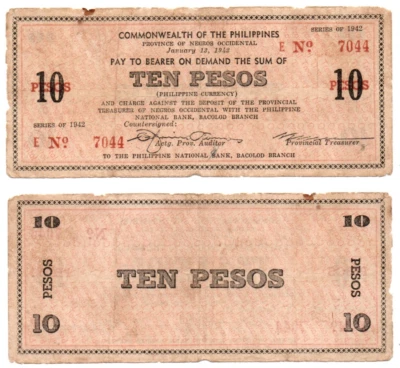 SERIES OF 1942
COMMONWEALTH OF THE PHILIPPINES
PROVINCE OF NEGROS OCCIDENTAL
January 12, 1942
E No 7044
PAY TO BEARER ON DEMAND THE SUM OF
10 PESOS
TEN PESOS
10 PESOS
(PHILIPPINE CURRENCY)
AND CHARGE AGAINST THE DEPOSIT OF THE PROVINCIAL
TREASURER OF NEGROS OCCIDENTAL WITH THE PHILIPPINE
NATIONAL BANK, BACOLOD BRANCH
SERIES OF 1942
Countersigned:
E No 7044
Actg. Prov. Auditor
Provincial Treasurer
TO THE PHILIPPINE NATIONAL BANK, BACOLOD BRANCH
10
10
PESOS
TEN PESOS
PESOS
10
10